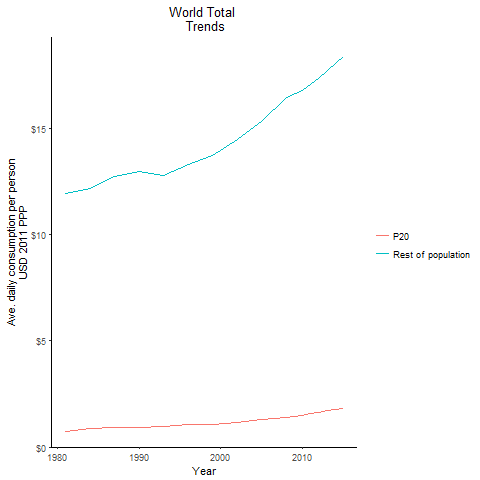 World Total
Trends
Ave. daily consumption per person
USD 2011 PPP
$15
$10
$5
$0
1980
1990
2000
2010
Year
P20
Rest of population